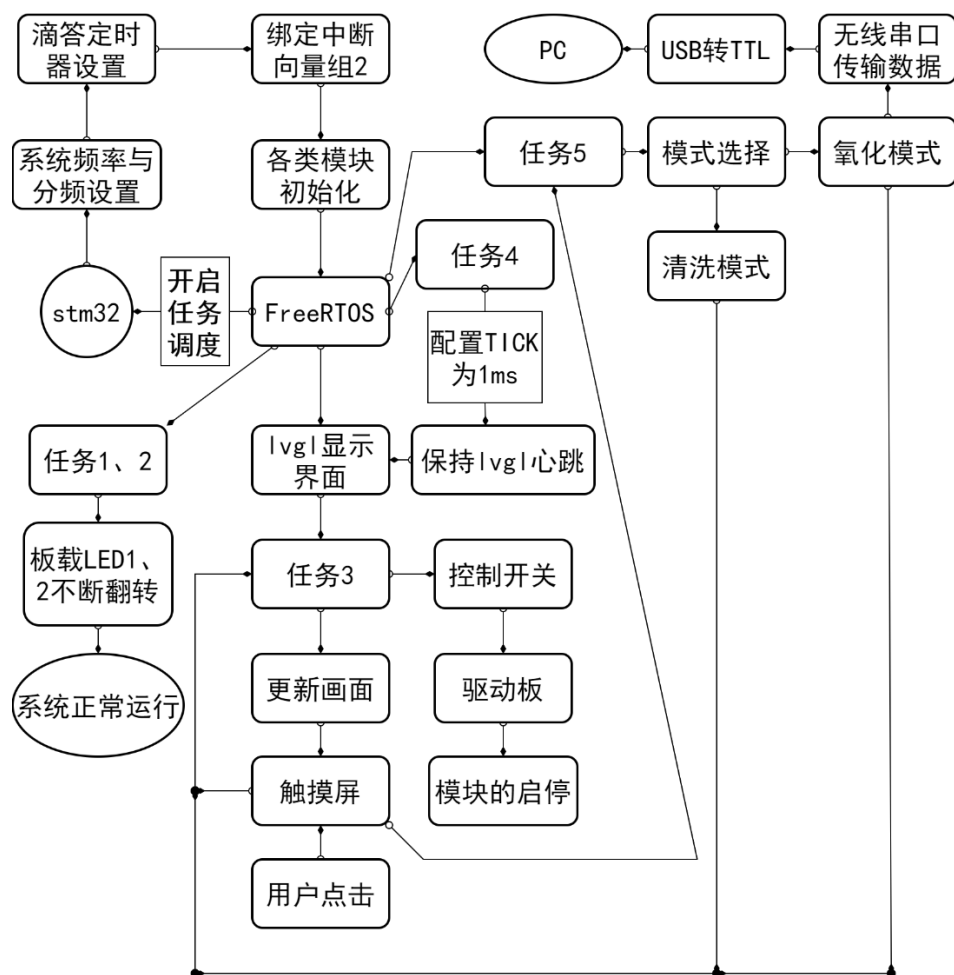 滴答定时
器设置
绑定中断
向量组2
PC
USB转TTL
无线串口
传输数据
系统频率与
分频设置
各类模块
初始化
任务5
模式选择
氧化模式
任务4
清洗模式
stm32
开启
任务
调度
FreeRTOS
配置TICK
为1ms
任务1、2
lvgl显示
界面
保持lvgl心跳
板载LED1、
2不断翻转
任务3
控制开关
系统正常运行
更新画面
驱动板
触摸屏
模块的启停
用户点击